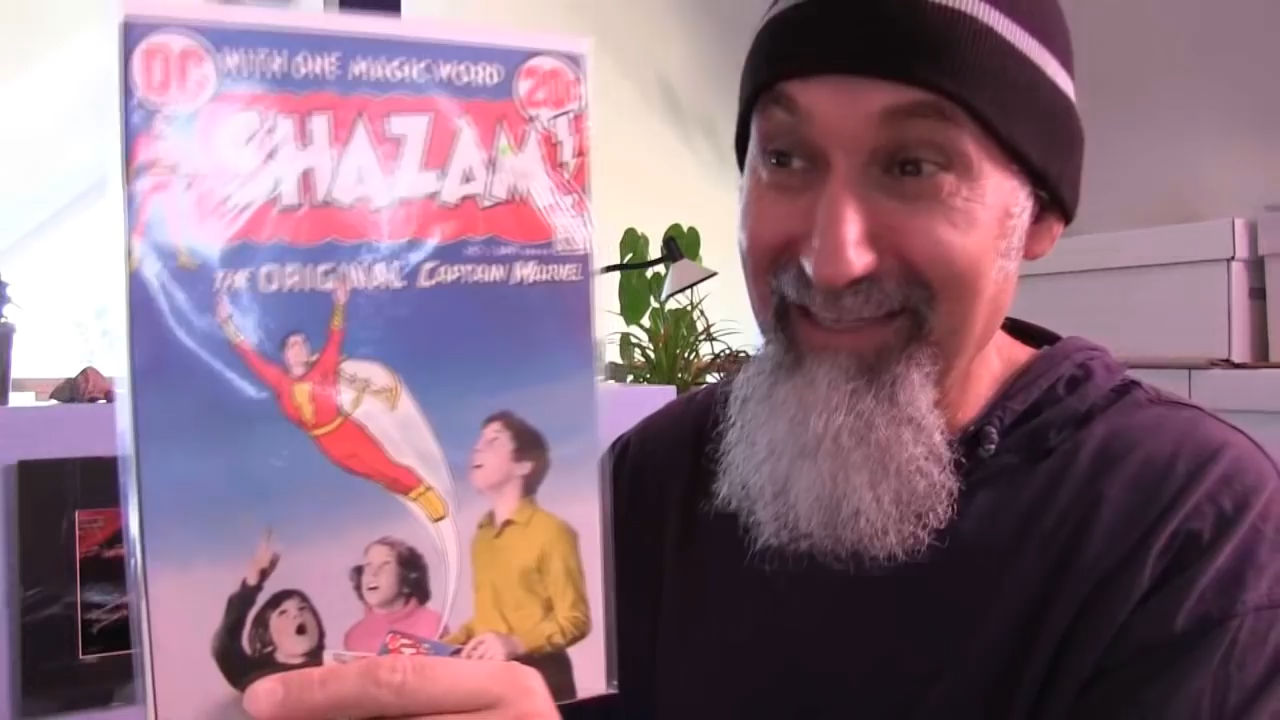 DC
WITH ONE MAGIC WORD
20¢
SHAZAM!
THE ORIGINAL CAPTAIN MARVEL